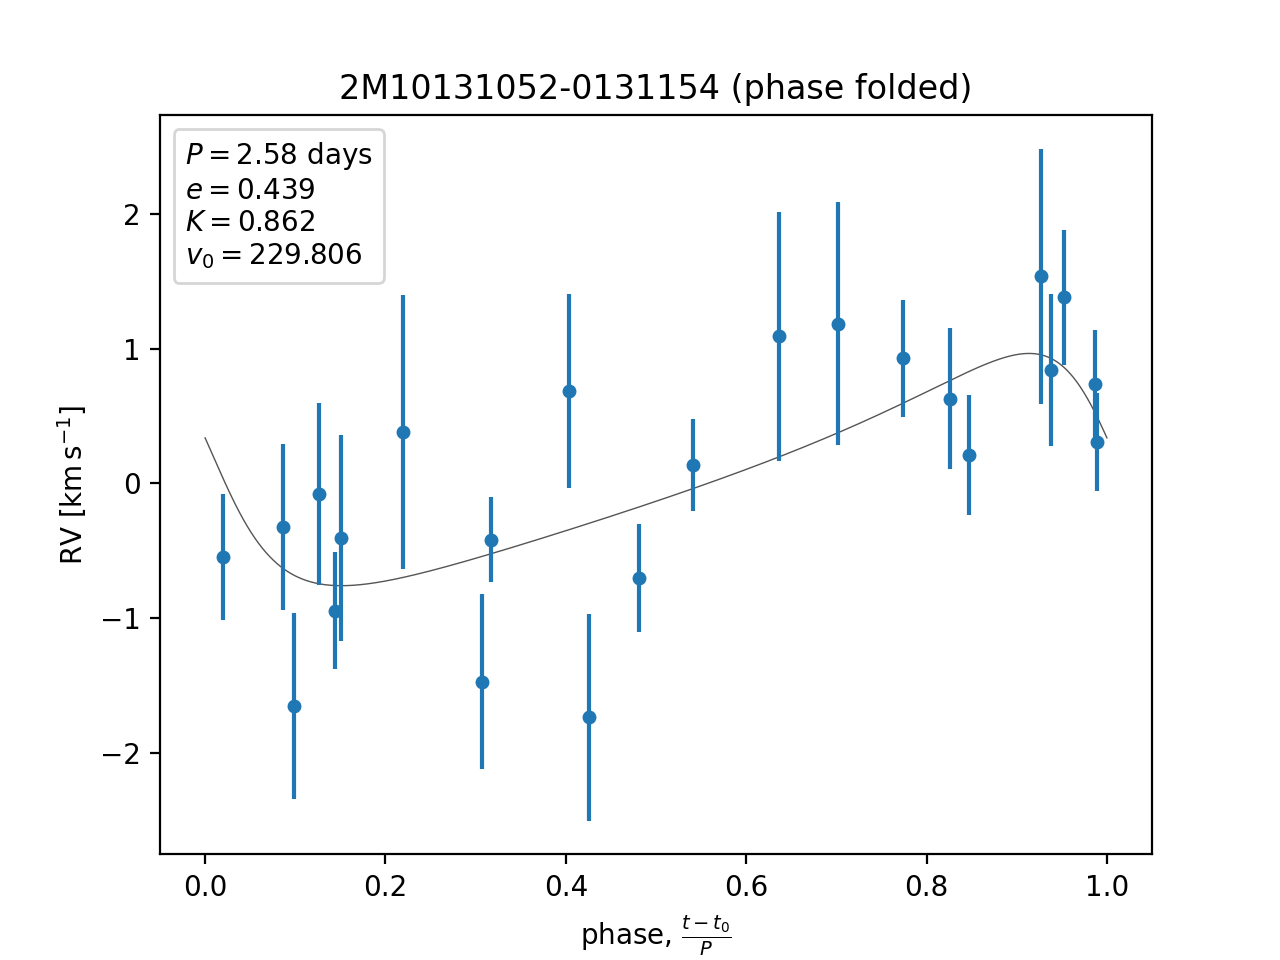 2M10131052-0131154 (phase folded)
P = 2.58 days
e = 0.439
K = 0.862
v₀ = 229.806
2
1
0
−1
−2
RV [km s⁻¹]
0.0 0.2 0.4 0.6 0.8 1.0
phase, (t − t₀)/P